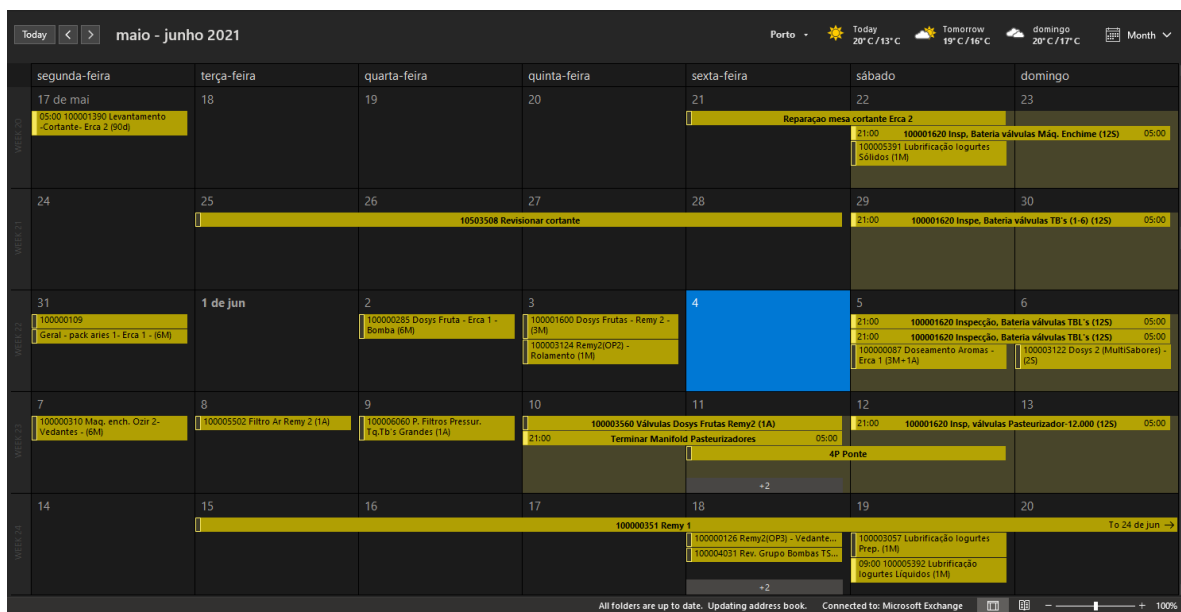 Today < > maio - junho 2021 Porto Today 20°C/13°C Tomorrow 19°C/16°C domingo 20°C/17°C Month
segunda-feira terça-feira quarta-feira quinta-feira sexta-feira sábado domingo
WEEK 20
17 de mai 18 19 20 21 22 23
05:00 100001390 Levantamento
-Cortante- Erca 2 (90d)
Reparaçao mesa cortante Erca 2
21:00 100001620 Insp, Bateria válvulas Máq. Enchime (12S) 05:00
100005391 Lubrificação Iogurtes
Sólidos (1M)
WEEK 21
24 25 26 27 28 29 30
10503508 Revisionar cortante
21:00 100001620 Inspe, Bateria válvulas TB's (1-6) (12S) 05:00
WEEK 22
31 1 de jun 2 3 4 5 6
100000109
Geral - pack aries 1- Erca 1 - (6M)
100000285 Dosys Fruta - Erca 1 -
Bomba (6M)
100001600 Dosys Frutas - Remy 2 -
(3M)
100003124 Remy2(OP2) -
Rolamento (1M)
21:00 100001620 Inspecção, Bateria válvulas TBL's (12S) 05:00
21:00 100001620 Inspecção, Bateria válvulas TBL's (12S) 05:00
100000087 Doseamento Aromas -
Erca 1 (3M+1A)
100003122 Dosys 2 (MultiSabores) -
(2S)
WEEK 23
7 8 9 10 11 12 13
100000310 Maq. ench. Ozir 2-
Vedantes - (6M)
100005502 Filtro Ar Remy 2 (1A)
100006060 P. Filtros Pressur.
Tq.Tb's Grandes (1A)
100003560 Válvulas Dosys Frutas Remy2 (1A)
21:00 Terminar Manifold Pasteurizadores 05:00
4P Ponte
+2
21:00 100001620 Insp, válvulas Pasteurizador-12.000 (12S) 05:00
WEEK 24
14 15 16 17 18 19 20
100000351 Remy 1 To 24 de jun →
100000126 Remy2(OP3) - Vedante...
100004031 Rev. Grupo Bombas TS...
+2
100003057 Lubrificação Iogurtes
Prep. (1M)
09:00 100005392 Lubrificação
Iogurtes Líquidos (1M)
All folders are up to date. Updating address book. Connected to: Microsoft Exchange - + 100%